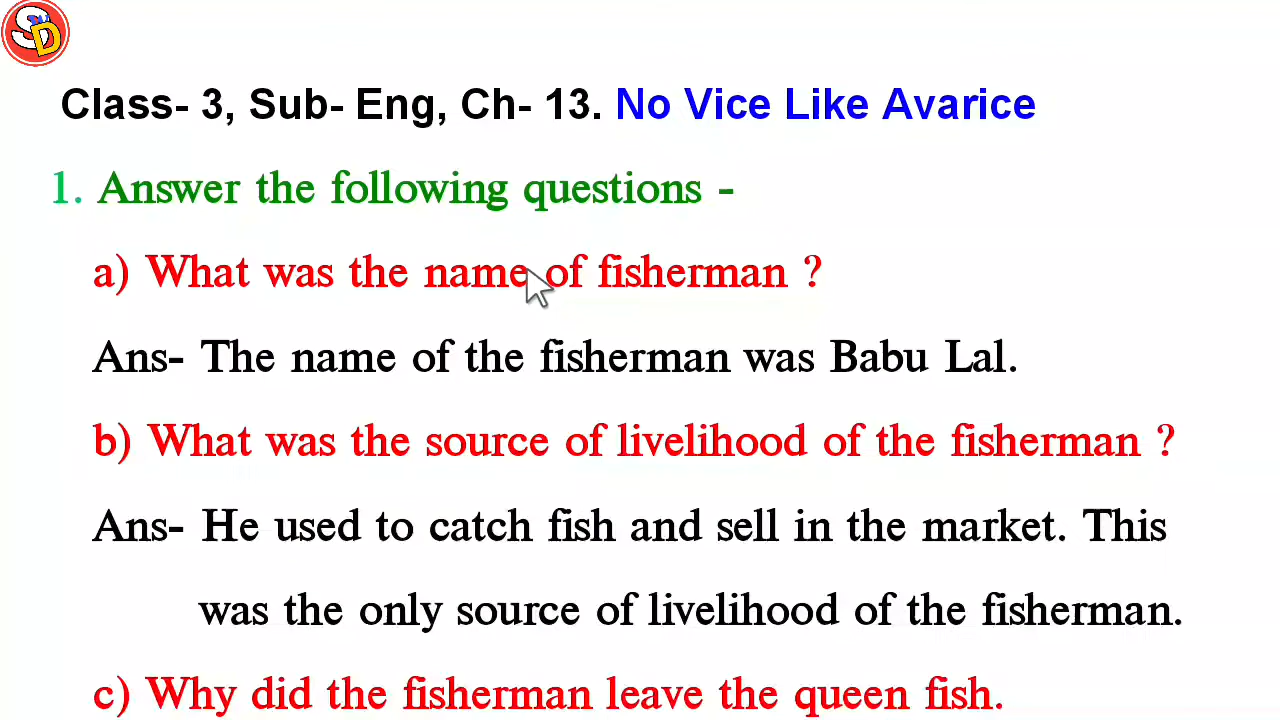 SD
Class- 3, Sub- Eng, Ch- 13. No Vice Like Avarice
1. Answer the following questions -
a) What was the name of fisherman ?
Ans- The name of the fisherman was Babu Lal.
b) What was the source of livelihood of the fisherman ?
Ans- He used to catch fish and sell in the market. This
was the only source of livelihood of the fisherman.
c) Why did the fisherman leave the queen fish.